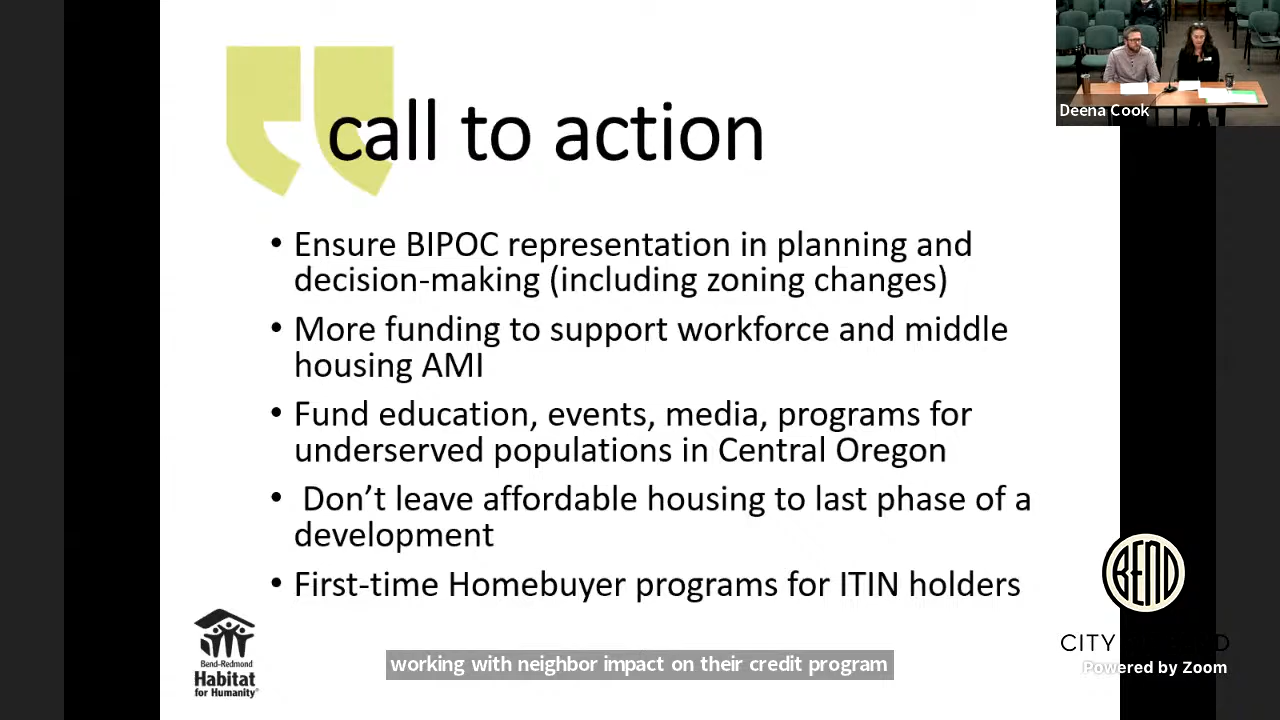 Deena Cook
call to action
• Ensure BIPOC representation in planning and
decision-making (including zoning changes)
• More funding to support workforce and middle
housing AMI
• Fund education, events, media, programs for
underserved populations in Central Oregon
• Don’t leave affordable housing to last phase of a
development
• First-time Homebuyer programs for ITIN holders
Bend-Redmond
Habitat
for Humanity®
working with neighbor impact on their credit program
BEND
CITY
Powered by Zoom